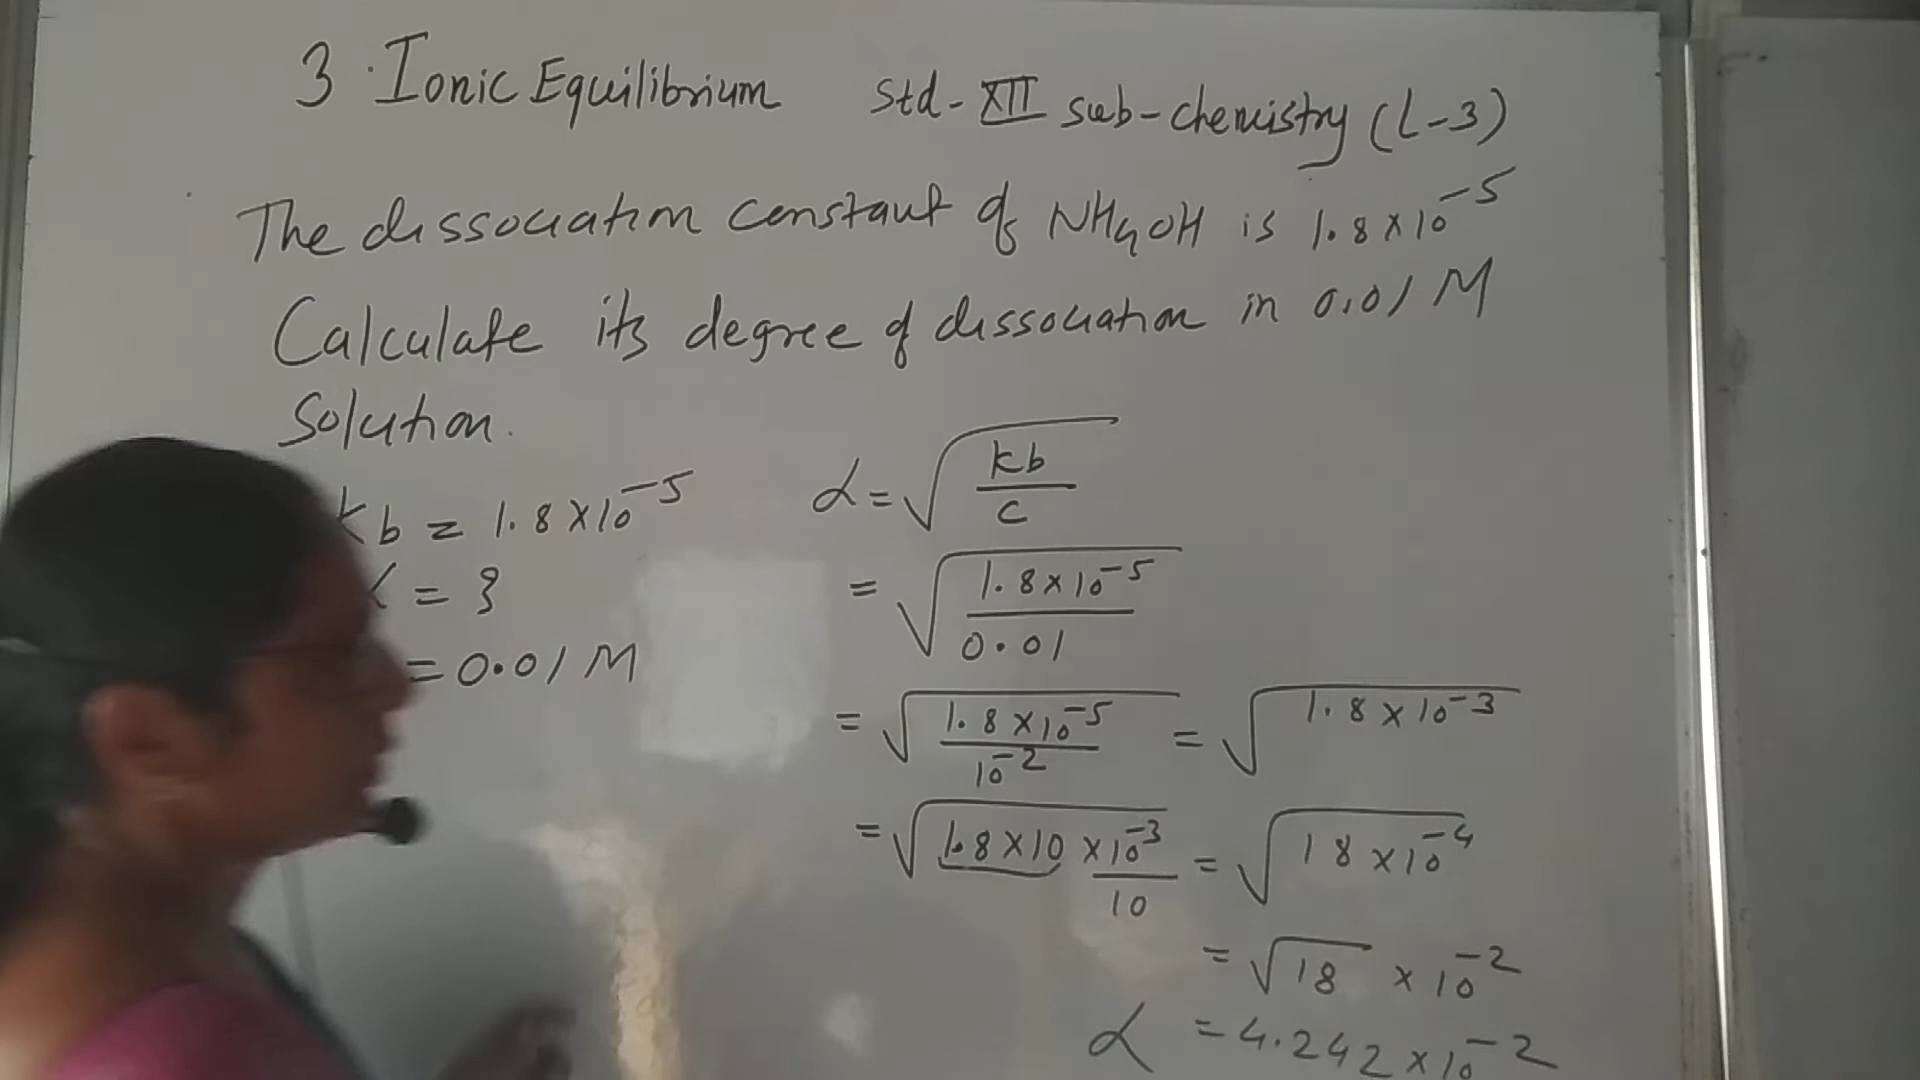 3. Ionic Equilibrium Std-XII Sub-chemistry (L-3)
The dissociation constant of NH4OH is 1.8×10⁻⁵
Calculate its degree of dissociation in 0.01 M
Solution.
kb = 1.8×10⁻⁵
= ?
= 0.01 M
α = √(kb/c)
= √(1.8×10⁻⁵/0.01)
= √(1.8×10⁻⁵/10⁻²) = √(1.8×10⁻³)
= √(1.8×10 ×10⁻³/10) = √(18×10⁻⁴)
= √18 ×10⁻²
α = 4.242×10⁻²